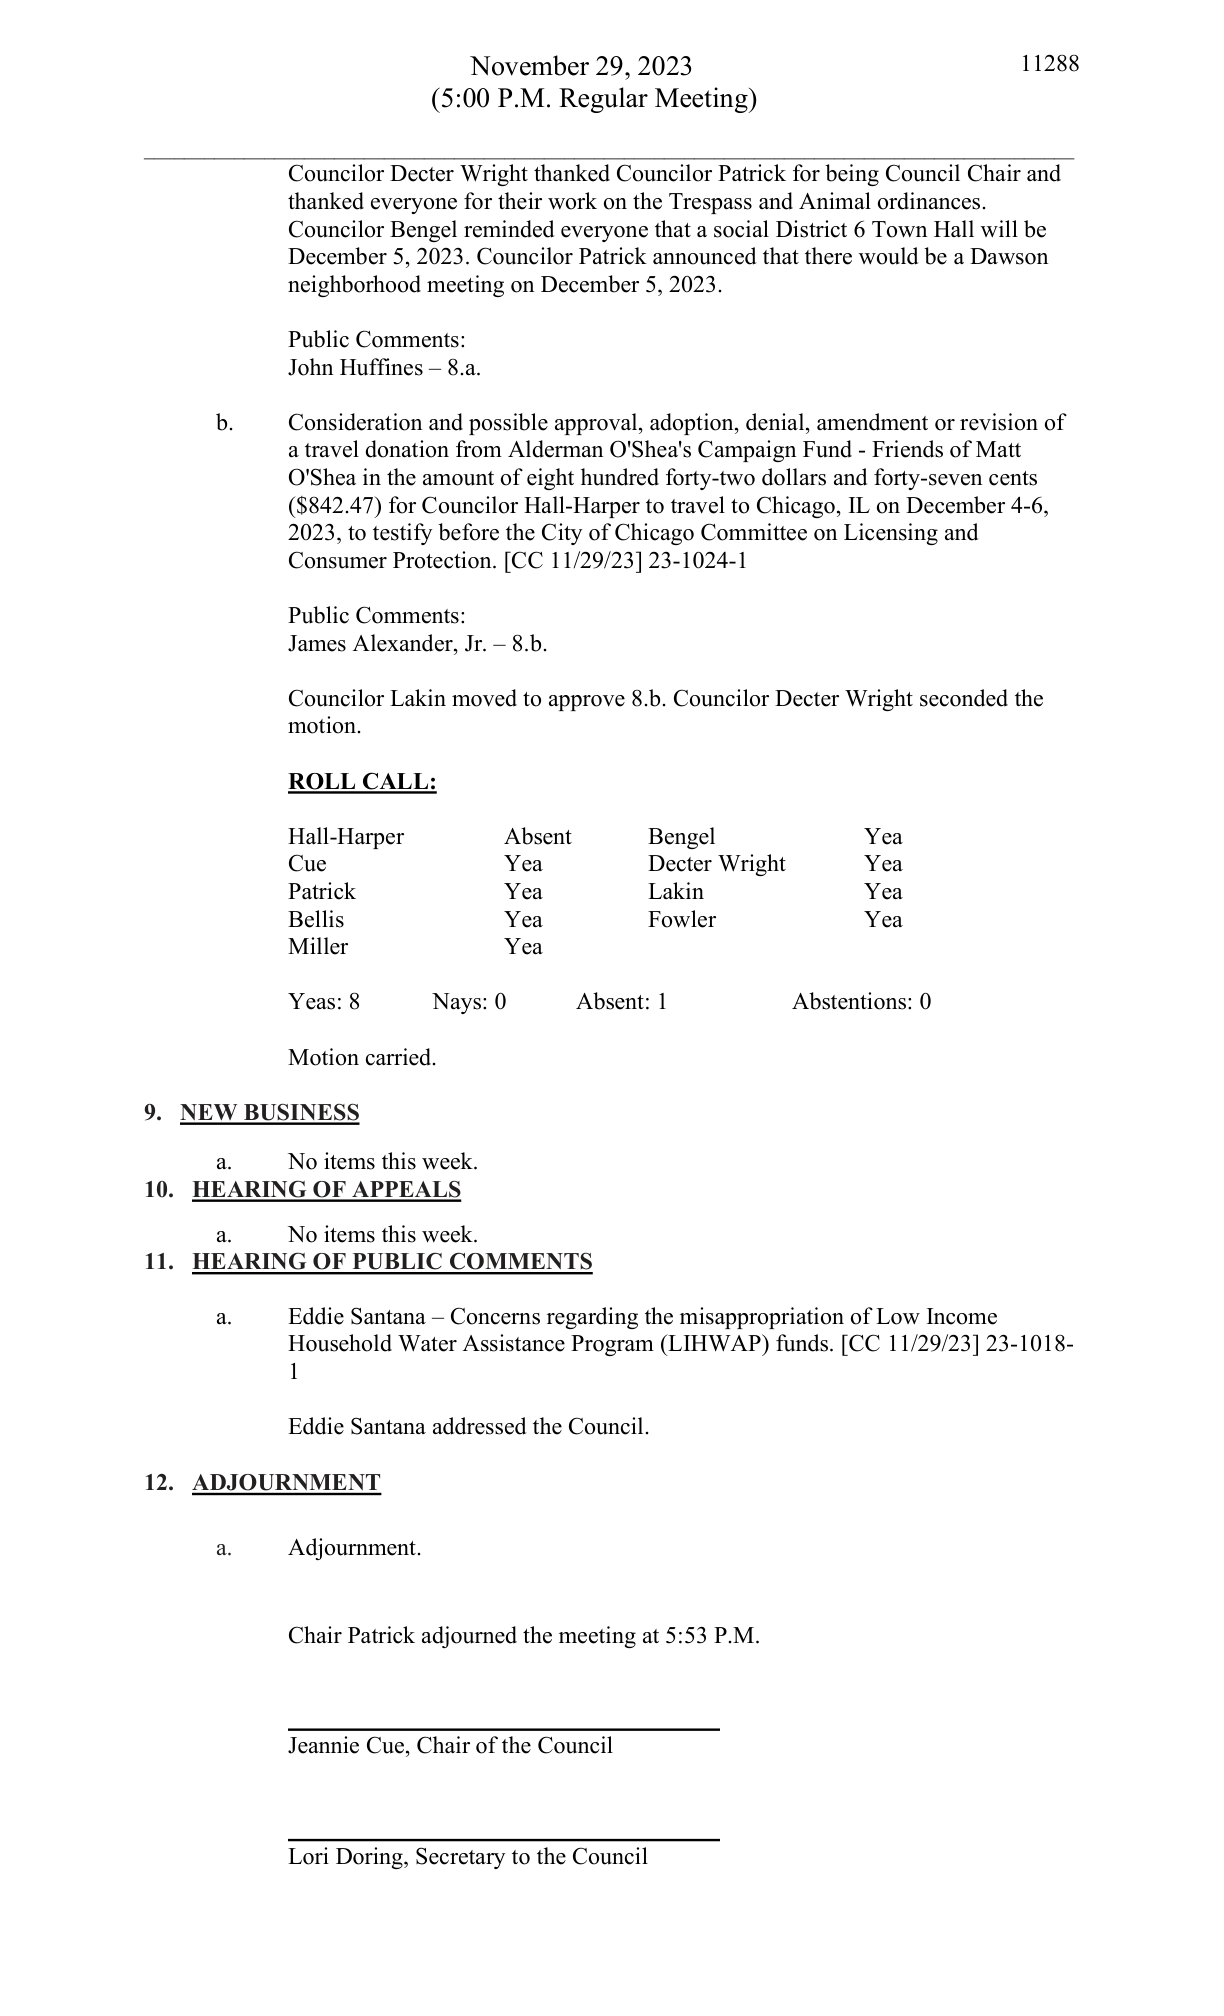 November 29, 2023
11288
(5:00 P.M. Regular Meeting)
Councilor Decter Wright thanked Councilor Patrick for being Council Chair and
thanked everyone for their work on the Trespass and Animal ordinances.
Councilor Bengel reminded everyone that a social District 6 Town Hall will be
December 5, 2023. Councilor Patrick announced that there would be a Dawson
neighborhood meeting on December 5, 2023.
Public Comments:
John Huffines – 8.a.
b. Consideration and possible approval, adoption, denial, amendment or revision of
a travel donation from Alderman O'Shea's Campaign Fund - Friends of Matt
O'Shea in the amount of eight hundred forty-two dollars and forty-seven cents
($842.47) for Councilor Hall-Harper to travel to Chicago, IL on December 4-6,
2023, to testify before the City of Chicago Committee on Licensing and
Consumer Protection. [CC 11/29/23] 23-1024-1
Public Comments:
James Alexander, Jr. – 8.b.
Councilor Lakin moved to approve 8.b. Councilor Decter Wright seconded the
motion.
ROLL CALL:
Hall-Harper Absent Bengel Yea
Cue Yea Decter Wright Yea
Patrick Yea Lakin Yea
Bellis Yea Fowler Yea
Miller Yea
Yeas: 8 Nays: 0 Absent: 1 Abstentions: 0
Motion carried.
9. NEW BUSINESS
a. No items this week.
10. HEARING OF APPEALS
a. No items this week.
11. HEARING OF PUBLIC COMMENTS
a. Eddie Santana – Concerns regarding the misappropriation of Low Income
Household Water Assistance Program (LIHWAP) funds. [CC 11/29/23] 23-1018-
1
Eddie Santana addressed the Council.
12. ADJOURNMENT
a. Adjournment.
Chair Patrick adjourned the meeting at 5:53 P.M.
Jeannie Cue, Chair of the Council
Lori Doring, Secretary to the Council